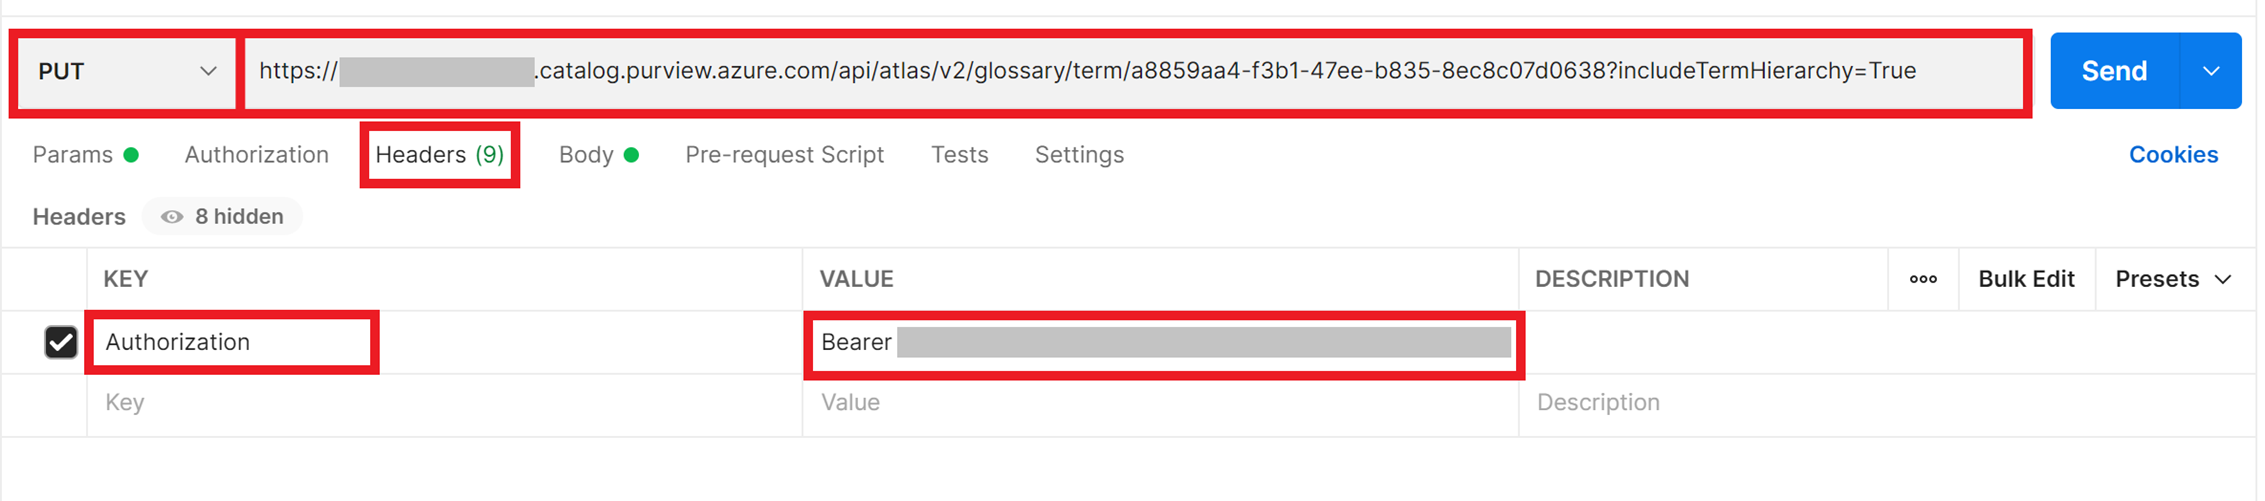 PUT https://.catalog.purview.azure.com/api/atlas/v2/glossary/term/a8859aa4-f3b1-47ee-b835-8ec8c07d0638?includeTermHierarchy=True Send
Params Authorization Headers (9) Body Pre-request Script Tests Settings Cookies
Headers 8 hidden
KEY VALUE DESCRIPTION ooo Bulk Edit Presets
Authorization Bearer
Key Value Description